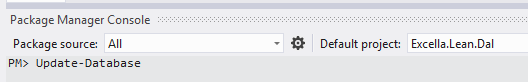 Package Manager Console
Package source: All Default project: Excella.Lean.Dal
PM> Update-Database